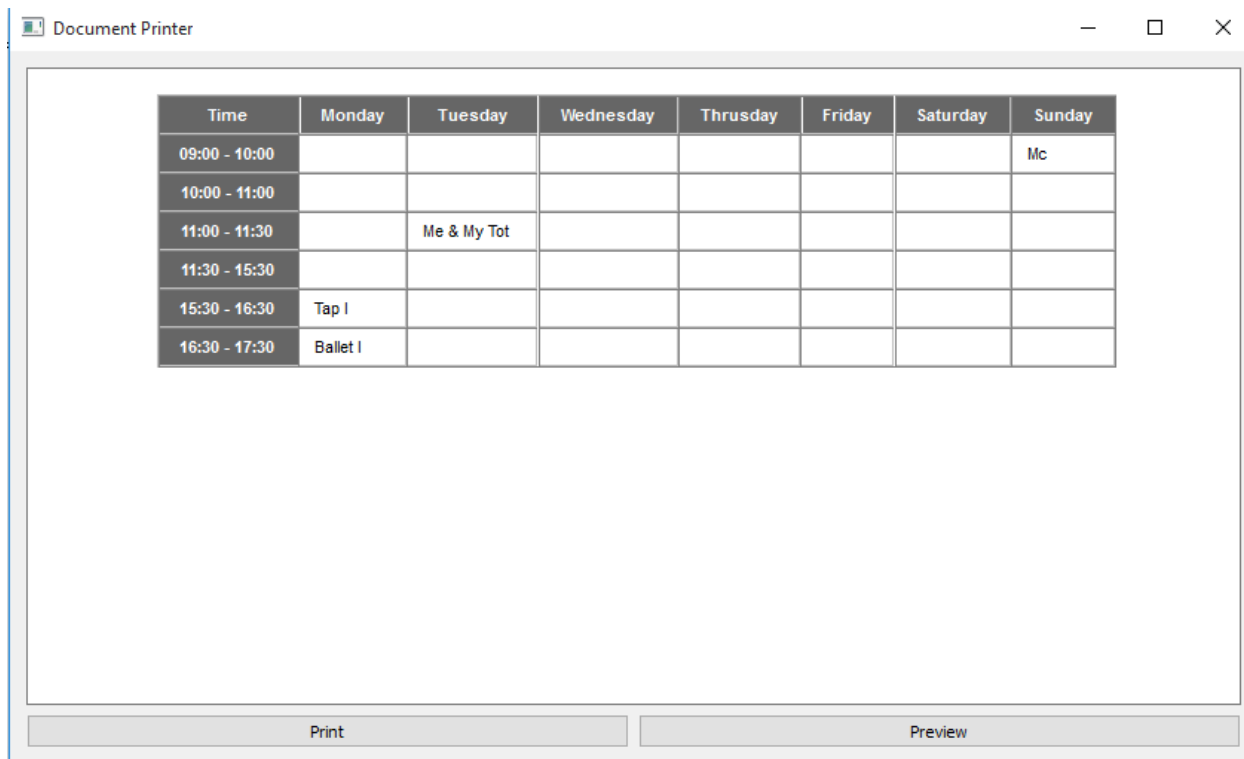 Document Printer
Time Monday Tuesday Wednesday Thrusday Friday Saturday Sunday
09:00 - 10:00 Mc
10:00 - 11:00
11:00 - 11:30 Me & My Tot
11:30 - 15:30
15:30 - 16:30 Tap I
16:30 - 17:30 Ballet I
Print Preview